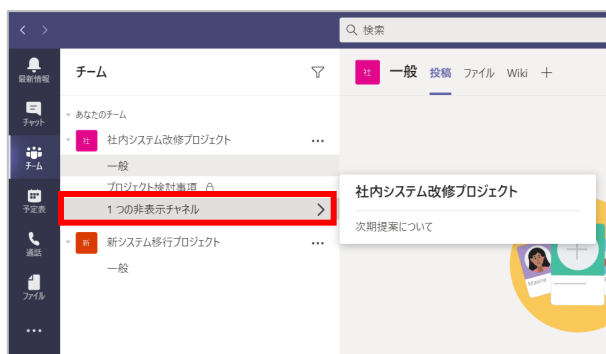 検索
最新情報
チャット
チーム
予定表
通話
ファイル
チーム
あなたのチーム
社 社内システム改修プロジェクト
一般
プロジェクト検討事項
1 つの非表示チャネル
新 新システム移行プロジェクト
一般
社 一般 投稿 ファイル Wiki
社内システム改修プロジェクト
次期提案について
Maxine